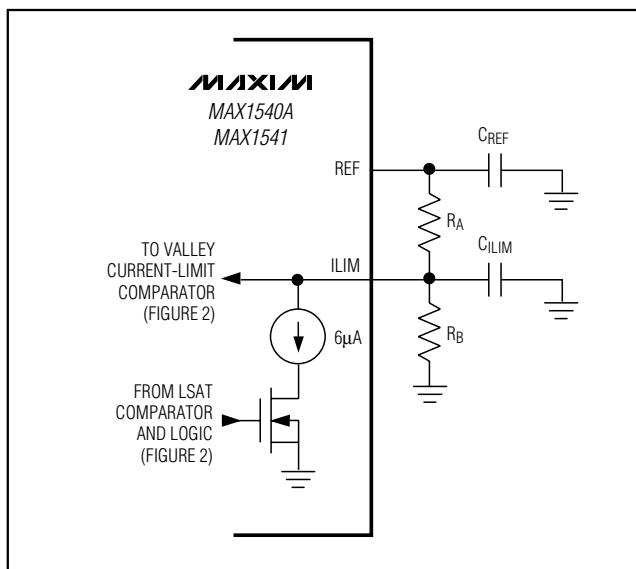 MAXIM
MAX1540A
MAX1541
REF
CREF
RA
TO VALLEY
CURRENT-LIMIT
COMPARATOR
(FIGURE 2)
ILIM
CILIM
6μA
RB
FROM LSAT
COMPARATOR
AND LOGIC
(FIGURE 2)